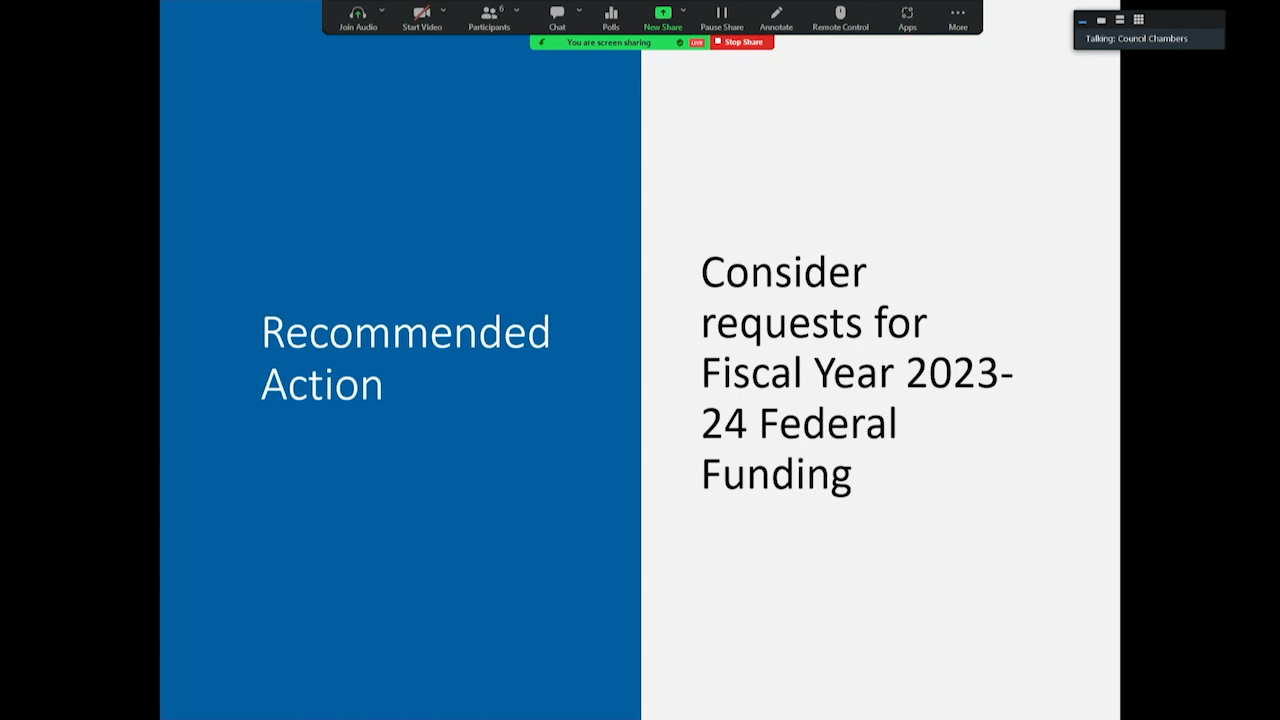 6
Join Audio
Start Video
Participants
Chat
Polls
New Share
Pause Share
Annotate
Remote Control
Apps
More
You are screen sharing
LIVE
Stop Share
Talking: Council Chambers
Recommended
Action
Consider
requests for
Fiscal Year 2023-
24 Federal
Funding